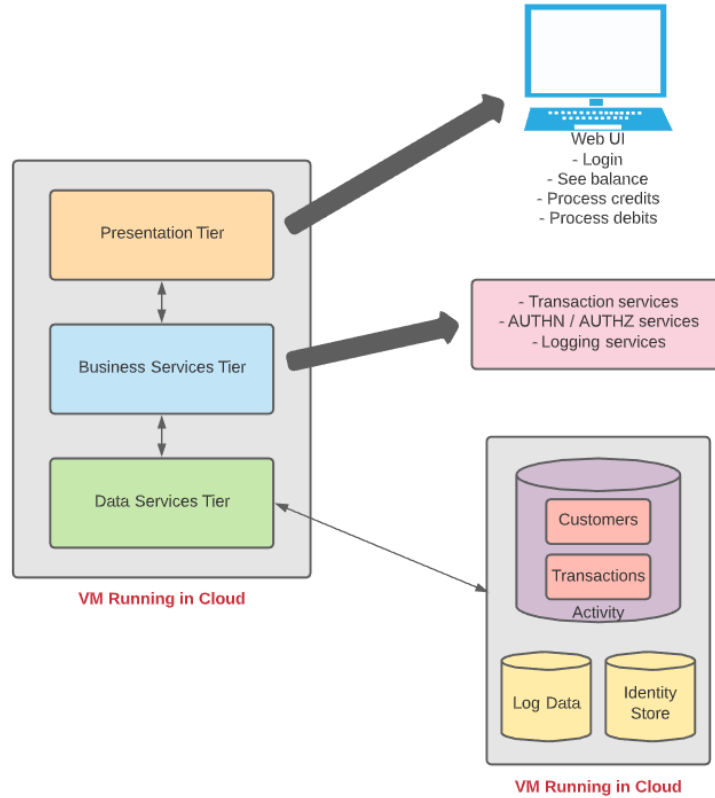 Web UI
- Login
- See balance
- Process credits
- Process debits
Presentation Tier
Business Services Tier
Data Services Tier
VM Running in Cloud
- Transaction services
- AUTHN / AUTHZ services
- Logging services
Customers
Transactions
Activity
Log Data
Identity
Store
VM Running in Cloud